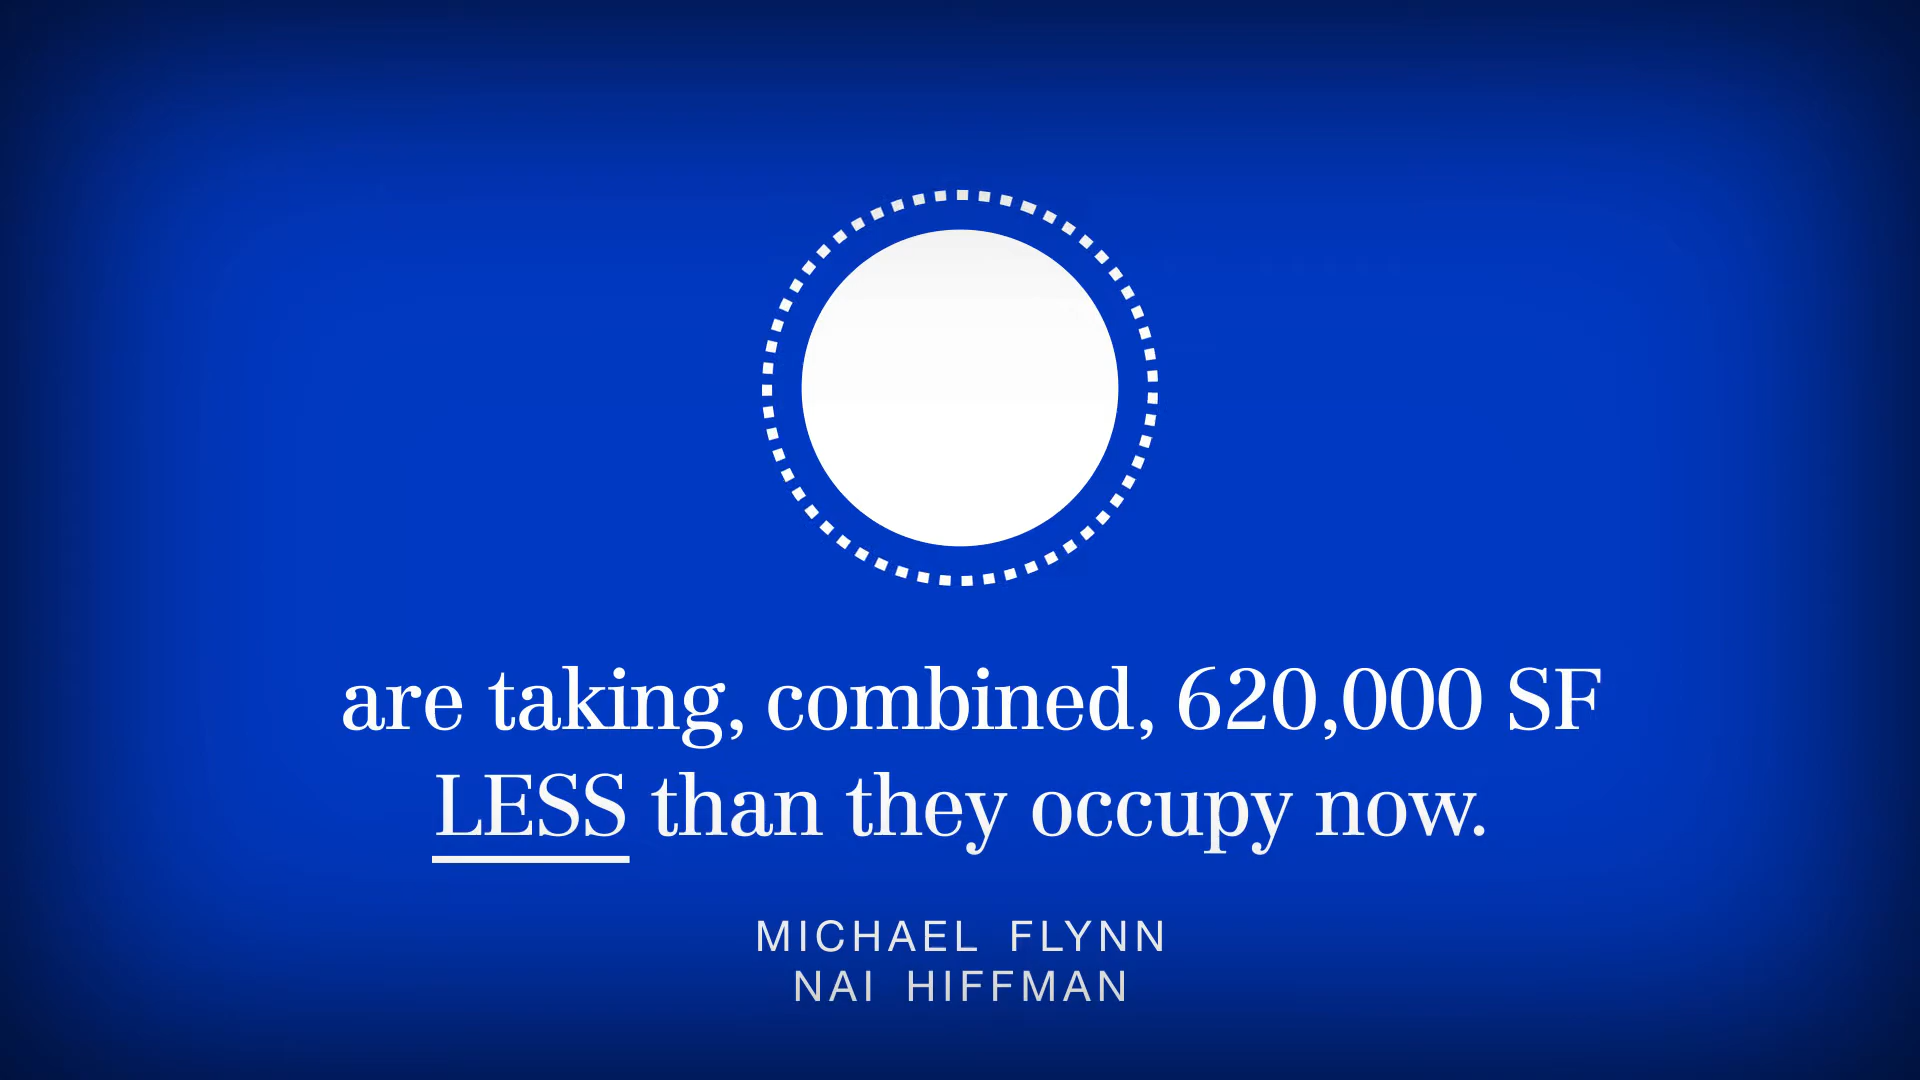 are taking, combined, 620,000 SF
LESS than they occupy now.
MICHAEL FLYNN
NAI HIFFMAN